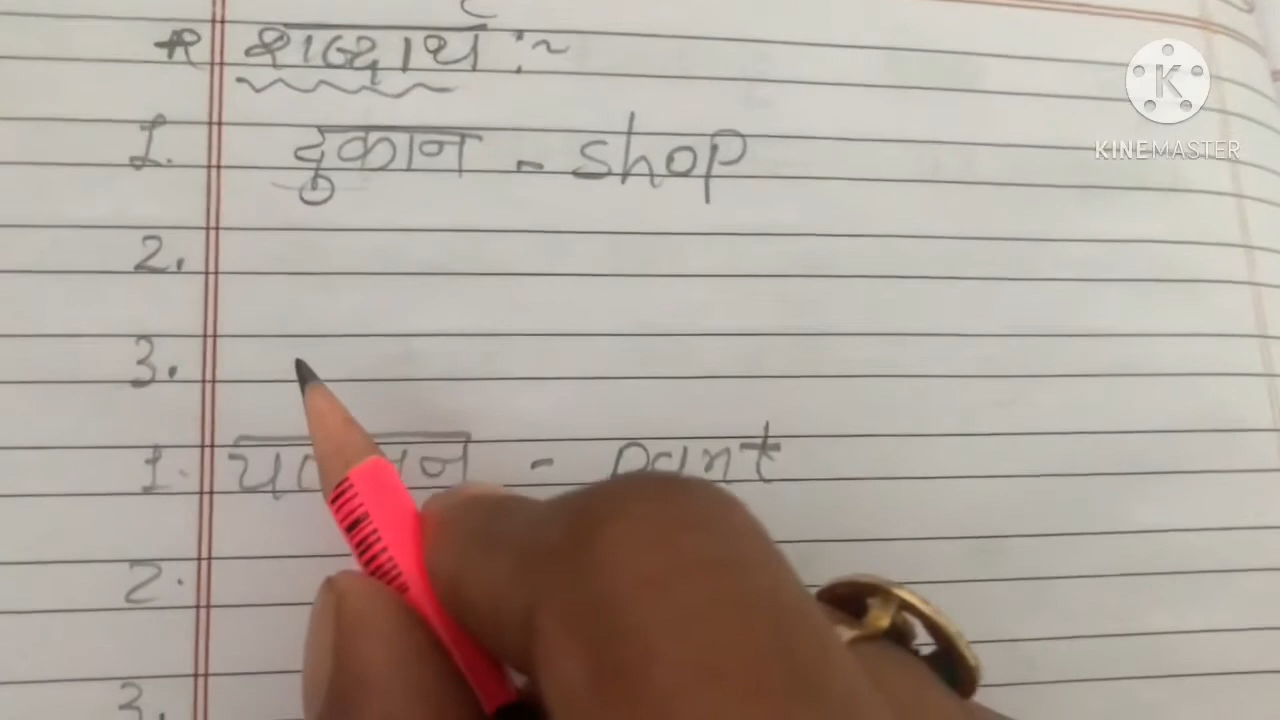 * शब्दार्थ :~
1. दुकान - shop
2.
3.
1. - pant
2.
3.
KINEMASTER